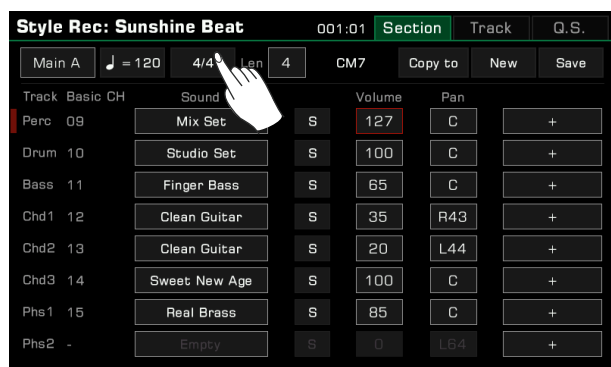 Style Rec: Sunshine Beat 001:01 Section Track Q.S.
Main A ♩=120 4/4 Len 4 CM7 Copy to New Save
Track Basic CH Sound Volume Pan
Perc 09 Mix Set S 127 C +
Drum 10 Studio Set S 100 C +
Bass 11 Finger Bass S 65 C +
Chd1 12 Clean Guitar S 35 R43 +
Chd2 13 Clean Guitar S 20 L44 +
Chd3 14 Sweet New Age S 100 C +
Phs1 15 Real Brass S 85 C +
Phs2 - Empty S 0 L64 +